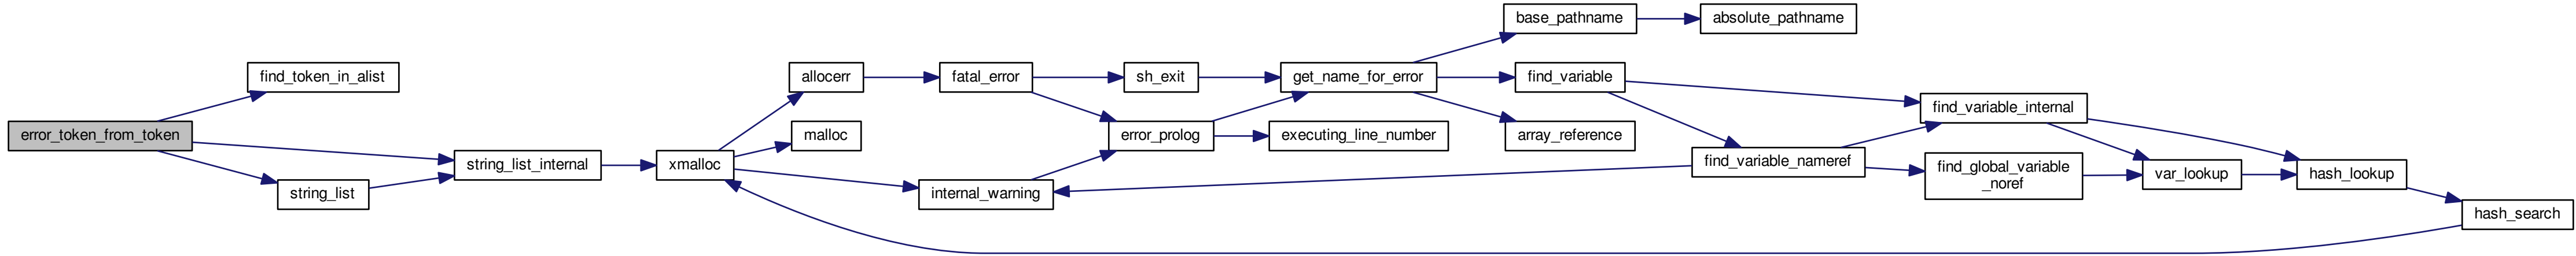 base_pathname
absolute_pathname
find_token_in_alist
allocerr
fatal_error
sh_exit
get_name_for_error
find_variable
find_variable_internal
error_token_from_token
malloc
error_prolog
executing_line_number
array_reference
string_list_internal
xmalloc
find_variable_nameref
find_global_variable
_noref
var_lookup
hash_lookup
string_list
internal_warning
hash_search